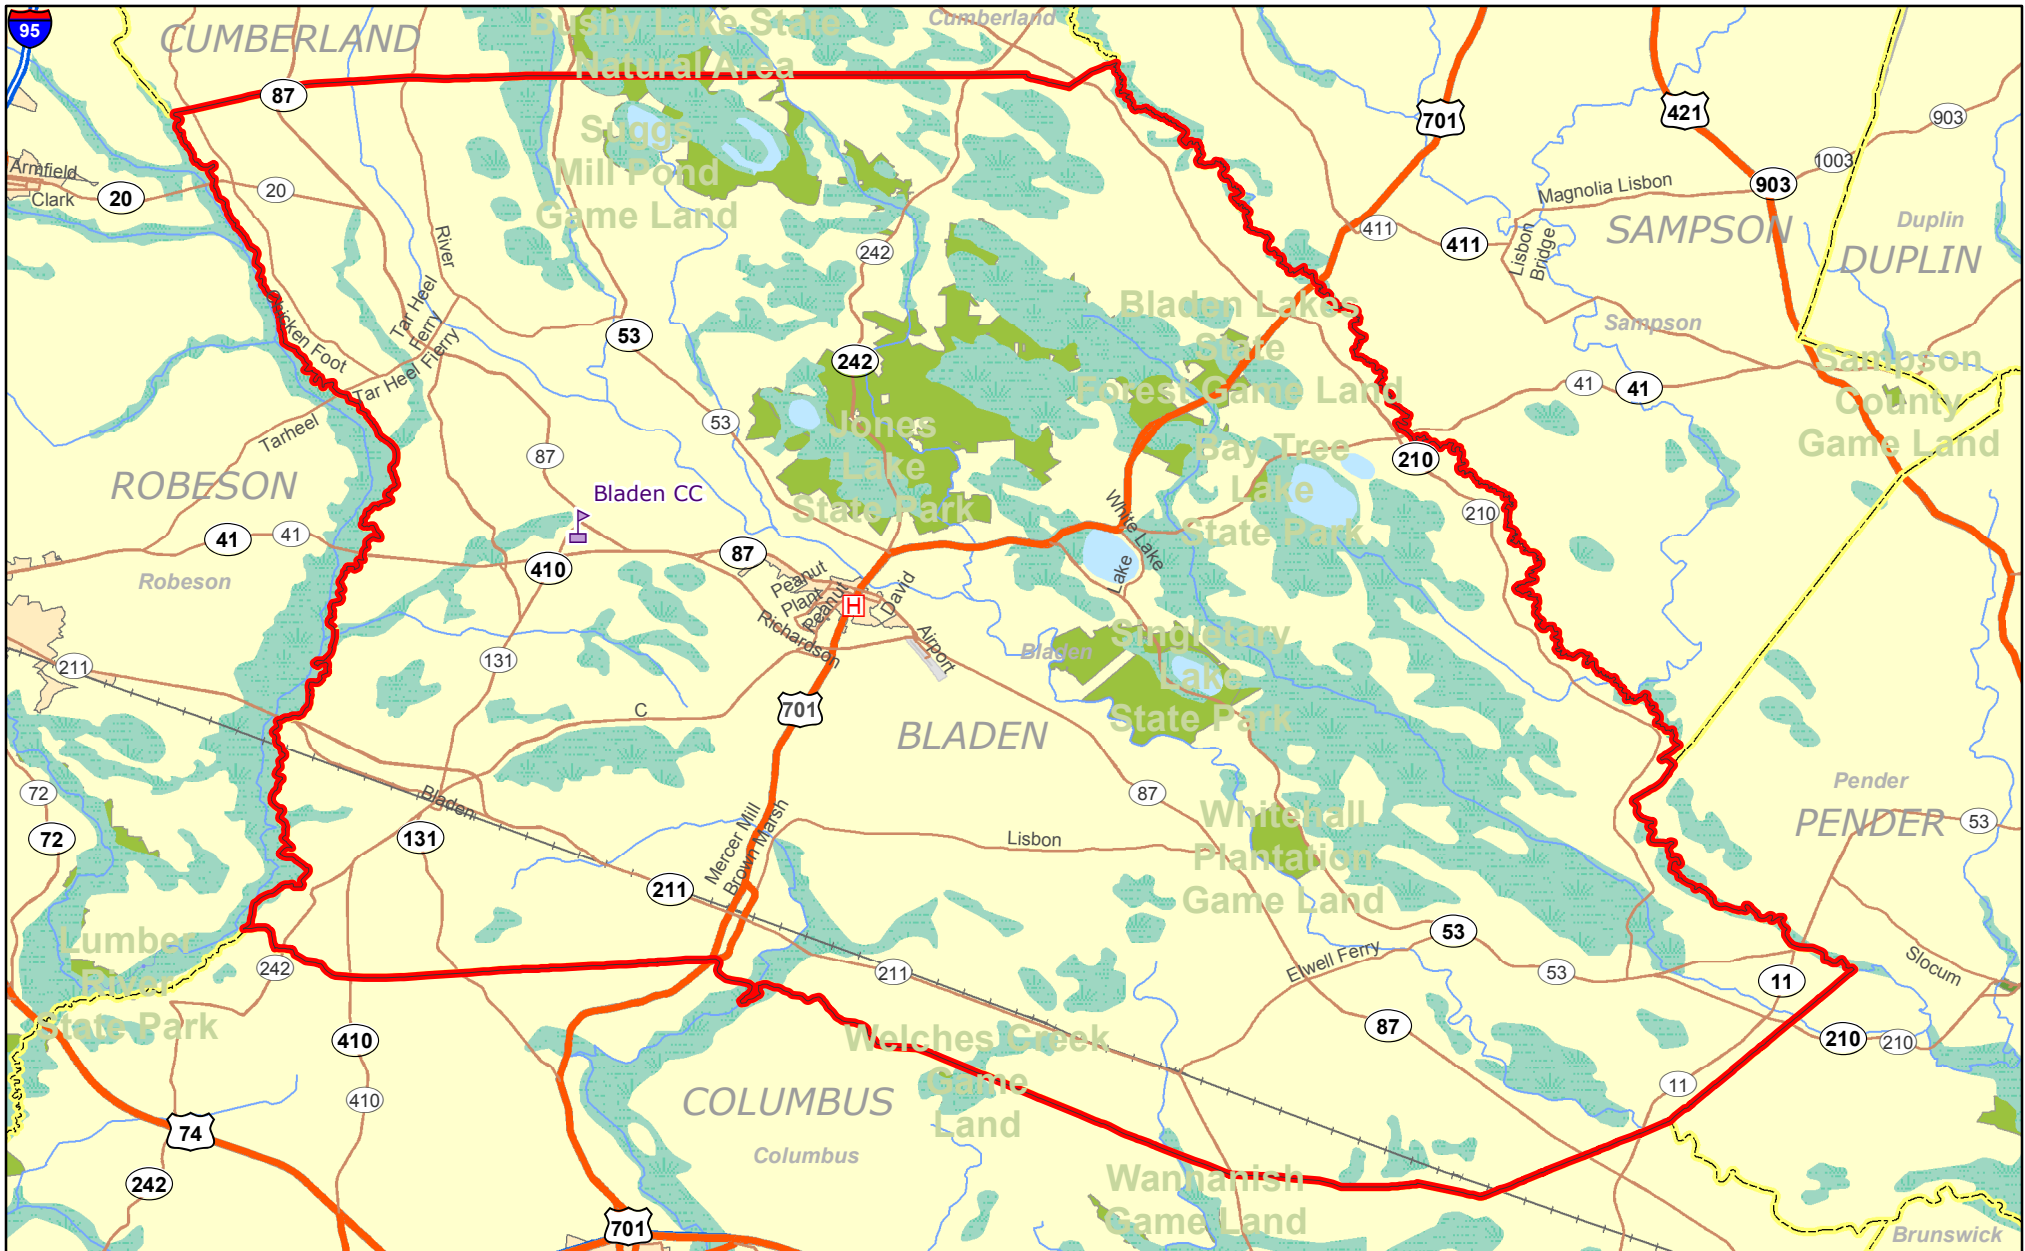 95
CUMBERLAND
Bushy Lake State
Natural Area
Cumberland
87
701
421
903
Suggs
Mill Pond
Game Land
Armfield
Clark
20
20
1003
903
Magnolia Lisbon
SAMPSON
Duplin
DUPLIN
River
242
411
411
Lisbon
Bridge
Tar Heel
Ferry
Chicken Foot
Tar Heel Fierry
53
Bladen Lakes
State
Forest Game Land
Sampson
242
Sampson
County
Game Land
41
41
Tarheel
53
Jones
Lake
State Park
Bay Tree
Lake
State Park
210
87
ROBESON
Bladen CC
210
White Lake
Lake
41
41
87
410
Robeson
Peanut
Plant
Peanut
David
H
Richardson
Airport
Bladen
Singletary
Lake
State Park
211
131
C
701
BLADEN
Pender
PENDER
72
72
Bladen
131
87
Whitehall
Plantation
Game Land
53
Mercer Mill
Brown Marsh
Lisbon
211
53
Elwell Ferry
53
Slocum
Lumber
River
State Park
242
211
11
410
87
210
210
Welches Creek
Game
Land
11
410
COLUMBUS
Columbus
74
242
Wannanish
Game Land
701
Brunswick